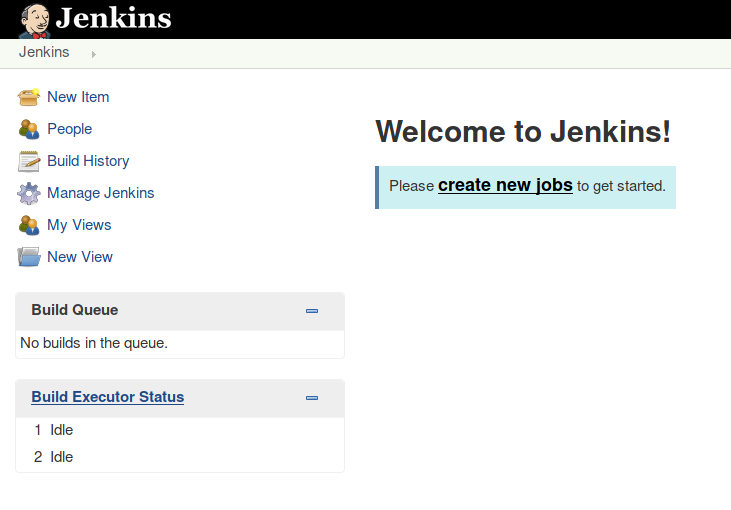 Jenkins
Jenkins
New Item
People
Build History
Manage Jenkins
My Views
New View
Build Queue
No builds in the queue.
Build Executor Status
1 Idle
2 Idle
Welcome to Jenkins!
Please create new jobs to get started.